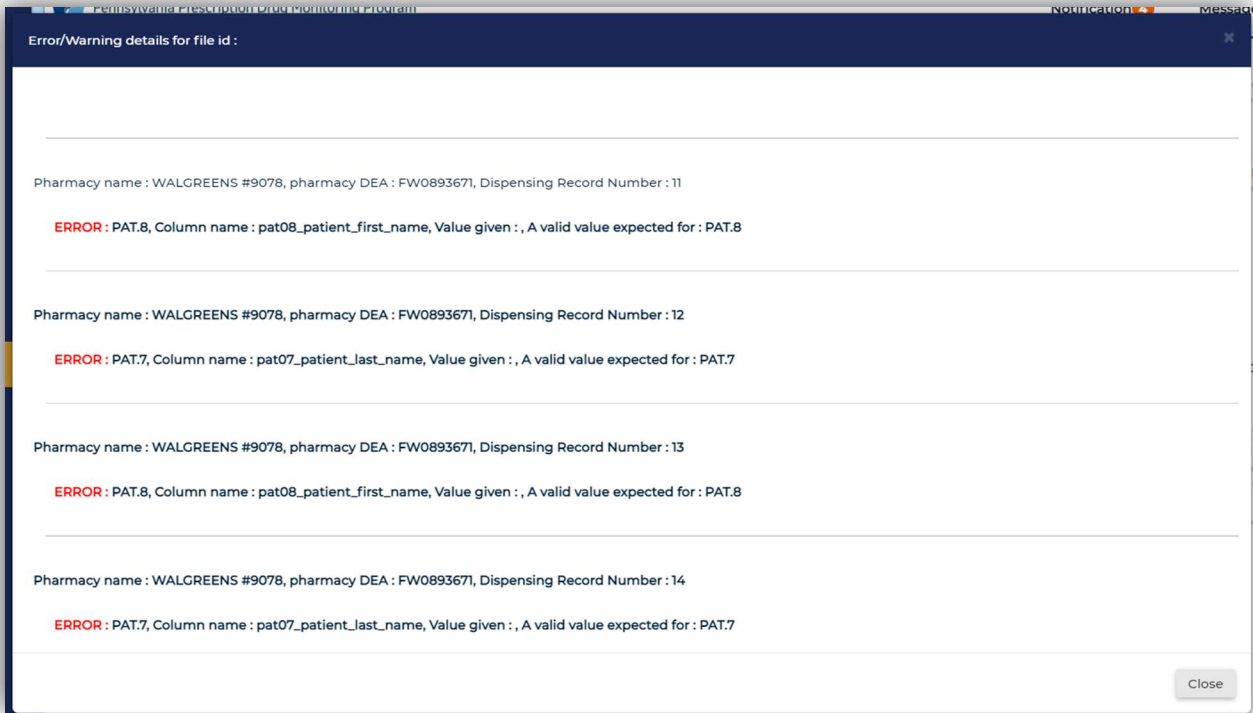 Pennsylvania Prescription Drug Monitoring Program
Notification 4 Message
Error/Warning details for file id :
Pharmacy name : WALGREENS #9078, pharmacy DEA : FW0893671, Dispensing Record Number : 11
ERROR : PAT.8, Column name : pat08_patient_first_name, Value given : , A valid value expected for : PAT.8
Pharmacy name : WALGREENS #9078, pharmacy DEA : FW0893671, Dispensing Record Number : 12
ERROR : PAT.7, Column name : pat07_patient_last_name, Value given : , A valid value expected for : PAT.7
Pharmacy name : WALGREENS #9078, pharmacy DEA : FW0893671, Dispensing Record Number : 13
ERROR : PAT.8, Column name : pat08_patient_first_name, Value given : , A valid value expected for : PAT.8
Pharmacy name : WALGREENS #9078, pharmacy DEA : FW0893671, Dispensing Record Number : 14
ERROR : PAT.7, Column name : pat07_patient_last_name, Value given : , A valid value expected for : PAT.7
Close